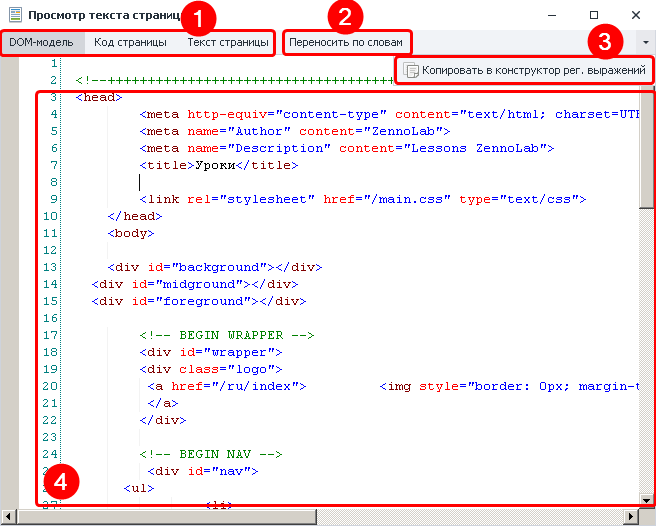 Просмотр текста страниц
1
2
DOM-модель Код страницы Текст страницы Переносить по словам
3
Копировать в конструктор рег. выражений
1
2 <!--++++++++++++++++++++++++++++++++++++++++++++
3 <head>
4 <meta http-equiv="content-type" content="text/html; charset=UTF
5 <meta name="Author" content="ZennoLab">
6 <meta name="Description" content="Lessons ZennoLab">
7 <title>Уроки</title>
8
9 <link rel="stylesheet" href="/main.css" type="text/css">
10 </head>
11 <body>
12
13 <div id="background"></div>
14 <div id="midground"></div>
15 <div id="foreground"></div>
16
17 <!-- BEGIN WRAPPER -->
18 <div id="wrapper">
19 <div class="logo">
20 <a href="/ru/index"> <img style="border: 0px; margin-t
21 </a>
22 </div>
23
24 <!-- BEGIN NAV -->
<div id="nav">
4
<ul>
27 <li>